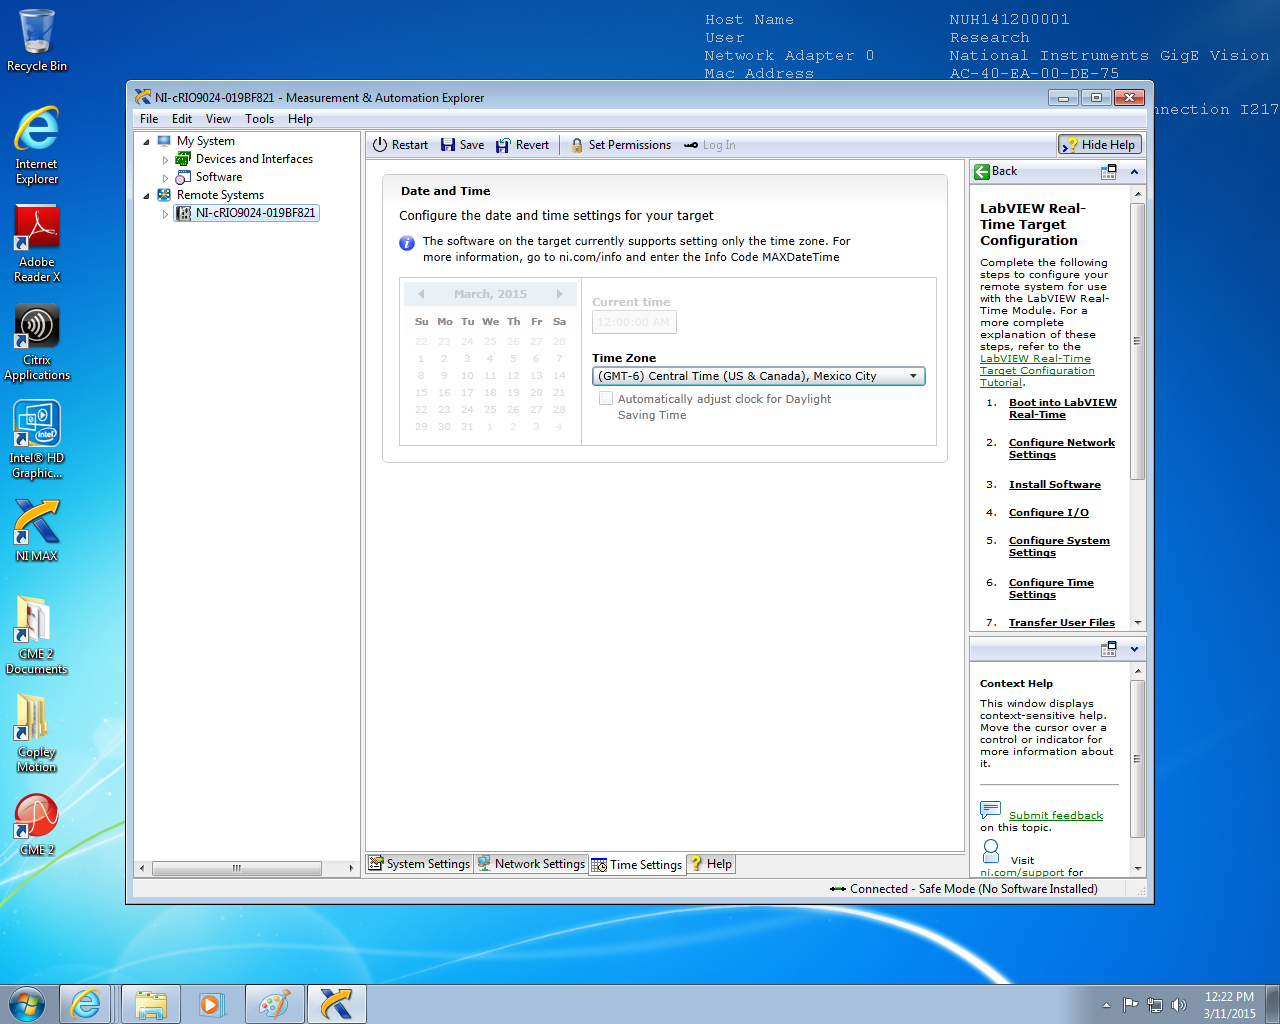 Host Name NUH141200001
User Research
Network Adapter 0 National Instruments GigE Vision
Mac Address AC-40-EA-00-DE-75
nnection I217
Recycle Bin
Internet
Explorer
Adobe
Reader X
Citrix
Applications
Intel® HD
Graphic...
NI MAX
CME 2
Documents
Copley
Motion
CME 2
NI-cRIO9024-019BF821 - Measurement & Automation Explorer
File Edit View Tools Help
My System
Devices and Interfaces
Software
Remote Systems
NI-cRIO9024-019BF821
Restart Save Revert Set Permissions Log In Hide Help
Date and Time
Configure the date and time settings for your target
The software on the target currently supports setting only the time zone. For
more information, go to ni.com/info and enter the Info Code MAXDateTime
March, 2015
Su Mo Tu We Th Fr Sa
22 23 24 25 26 27 28
1 2 3 4 5 6 7
8 9 10 11 12 13 14
15 16 17 18 19 20 21
22 23 24 25 26 27 28
29 30 31 1 2 3 4
Current time
12:00:00 AM
Time Zone
(GMT-6) Central Time (US & Canada), Mexico City
Automatically adjust clock for Daylight
Saving Time
System Settings Network Settings Time Settings Help
Back
LabVIEW Real-
Time Target
Configuration
Complete the following
steps to configure your
remote system for use
with the LabVIEW Real-
Time Module. For a
more complete
explanation of these
steps, refer to the
LabVIEW Real-Time
Target Configuration
Tutorial.
1. Boot into LabVIEW
Real-Time
2. Configure Network
Settings
3. Install Software
4. Configure I/O
5. Configure System
Settings
6. Configure Time
Settings
7. Transfer User Files
Context Help
This window displays
context-sensitive help.
Move the cursor over a
control or indicator for
more information about
it.
Submit feedback
on this topic.
Visit
ni.com/support for
Connected - Safe Mode (No Software Installed)
12:22 PM
3/11/2015